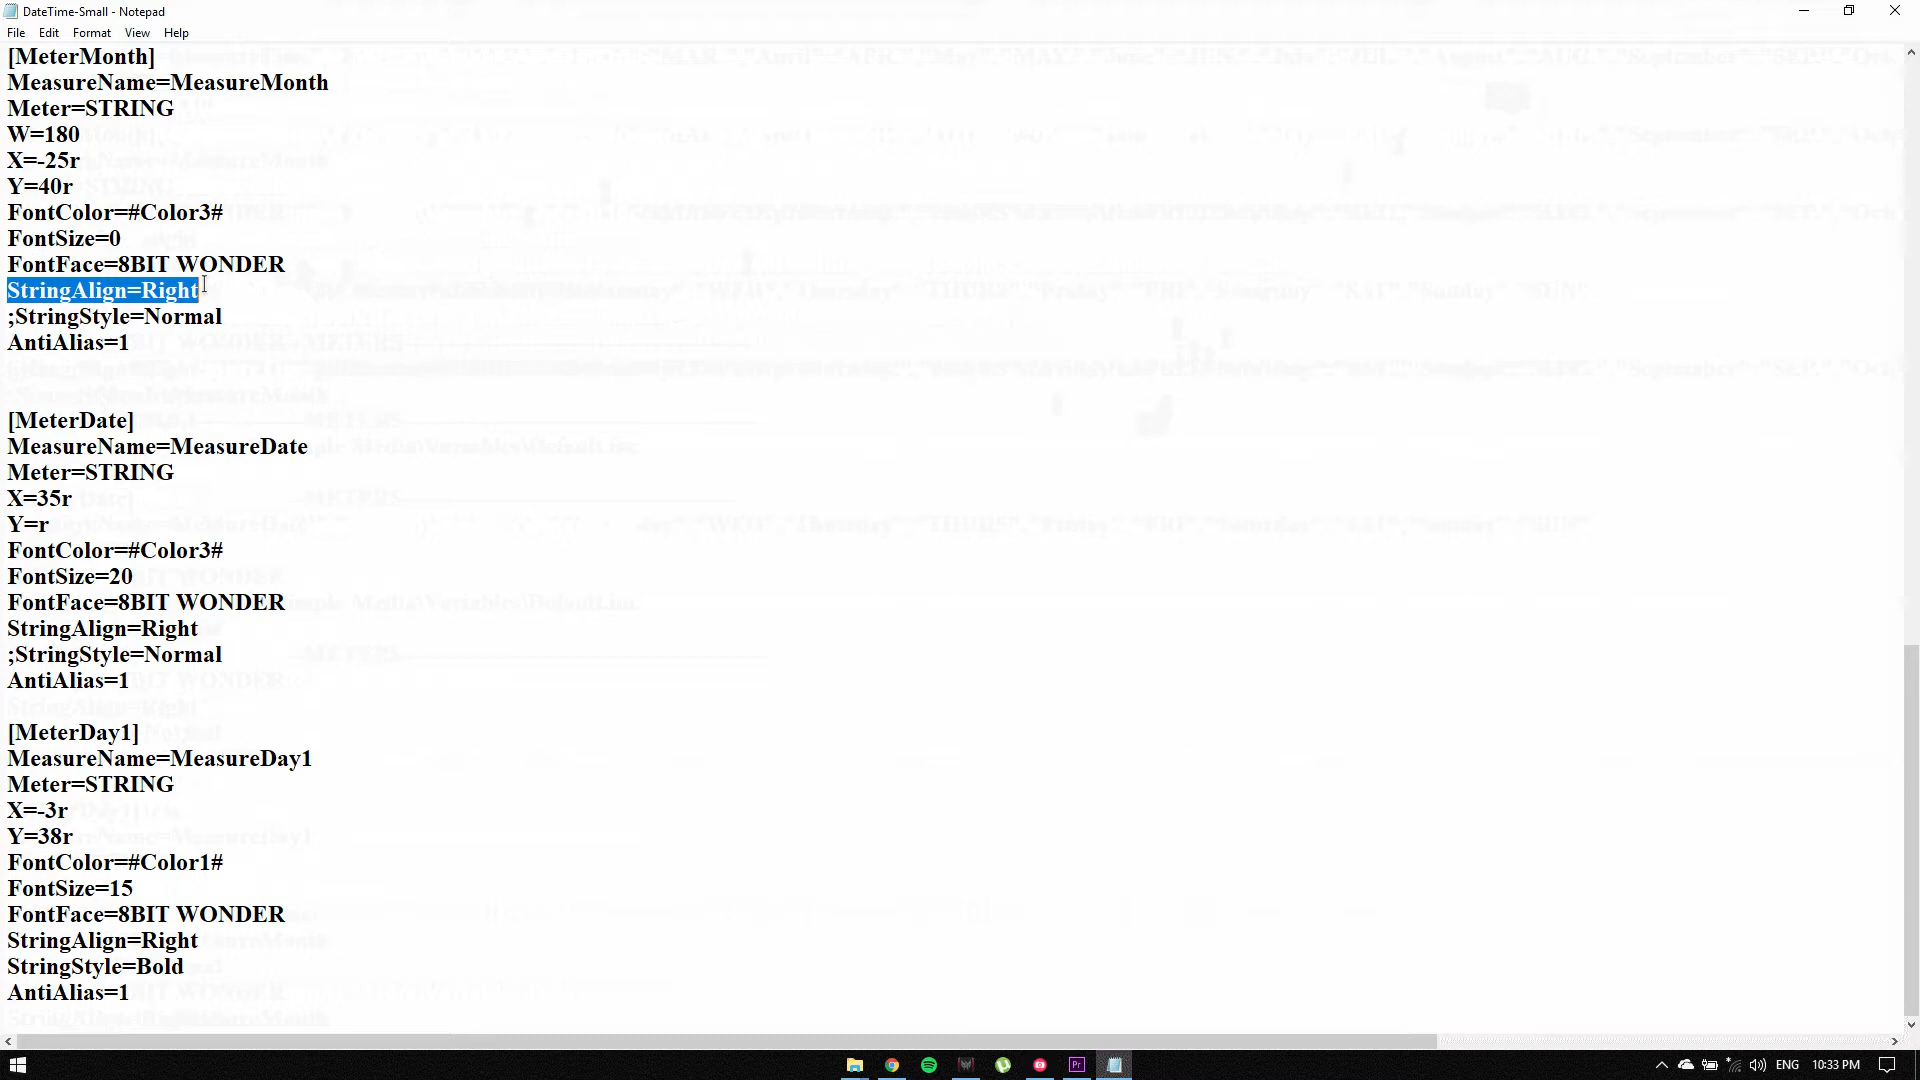 DateTime-Small - Notepad
File Edit Format View Help
[MeterMonth]
MeasureName=MeasureMonth
Meter=STRING
W=180
X=-25r
Y=40r
FontColor=#Color3#
FontSize=0
FontFace=8BIT WONDER
StringAlign=Right
;StringStyle=Normal
AntiAlias=1
[MeterDate]
MeasureName=MeasureDate
Meter=STRING
X=35r
Y=r
FontColor=#Color3#
FontSize=20
FontFace=8BIT WONDER
StringAlign=Right
;StringStyle=Normal
AntiAlias=1
[MeterDay1]
MeasureName=MeasureDay1
Meter=STRING
X=-3r
Y=38r
FontColor=#Color1#
FontSize=15
FontFace=8BIT WONDER
StringAlign=Right
StringStyle=Bold
AntiAlias=1
Pr
ENG 10:33 PM